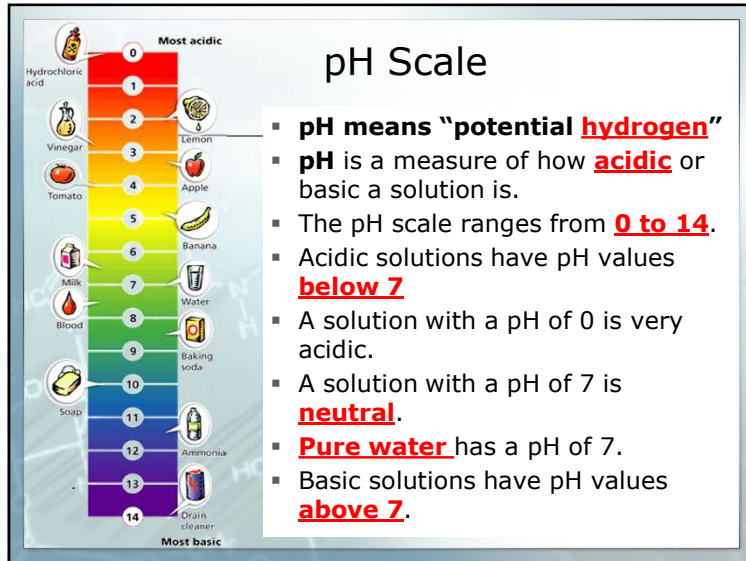 pH Scale
Most acidic
0
Hydrochloric
acid
1
2
Lemon
Vinegar
3
Apple
4
Tomato
5
Banana
6
Milk
7
Water
Blood
8
9
Baking
soda
10
Soap
11
12
Ammonia
13
14
Drain
cleaner
Most basic
▪ pH means “potential hydrogen”
▪ pH is a measure of how acidic or
basic a solution is.
▪ The pH scale ranges from 0 to 14.
▪ Acidic solutions have pH values
below 7
▪ A solution with a pH of 0 is very
acidic.
▪ A solution with a pH of 7 is
neutral.
▪ Pure water has a pH of 7.
▪ Basic solutions have pH values
above 7.